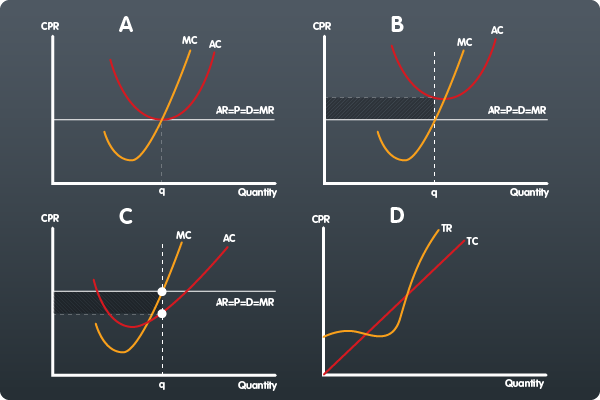 A
CPR
MC
AC
AR=P=D=MR
q
Quantity
B
CPR
MC
AC
AR=P=D=MR
q
Quantity
C
CPR
MC
AC
AR=P=D=MR
q
Quantity
D
CPR
TR
TC
Quantity